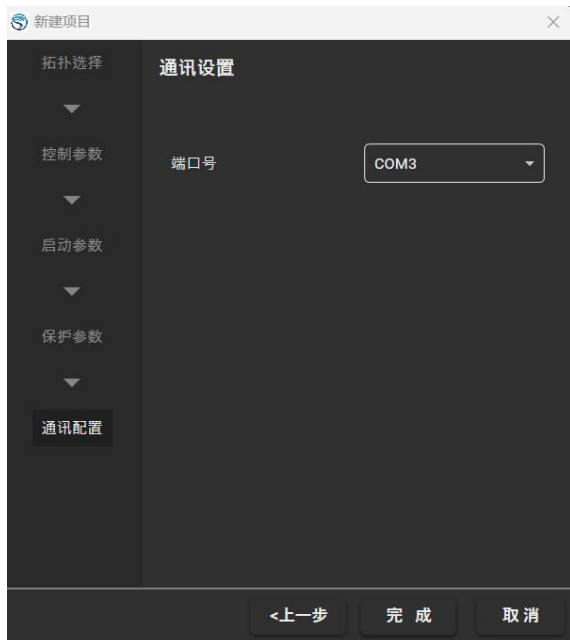 新建项目
拓扑选择
控制参数
启动参数
保护参数
通讯配置
通讯设置
端口号
COM3
<上一步
完 成
取 消